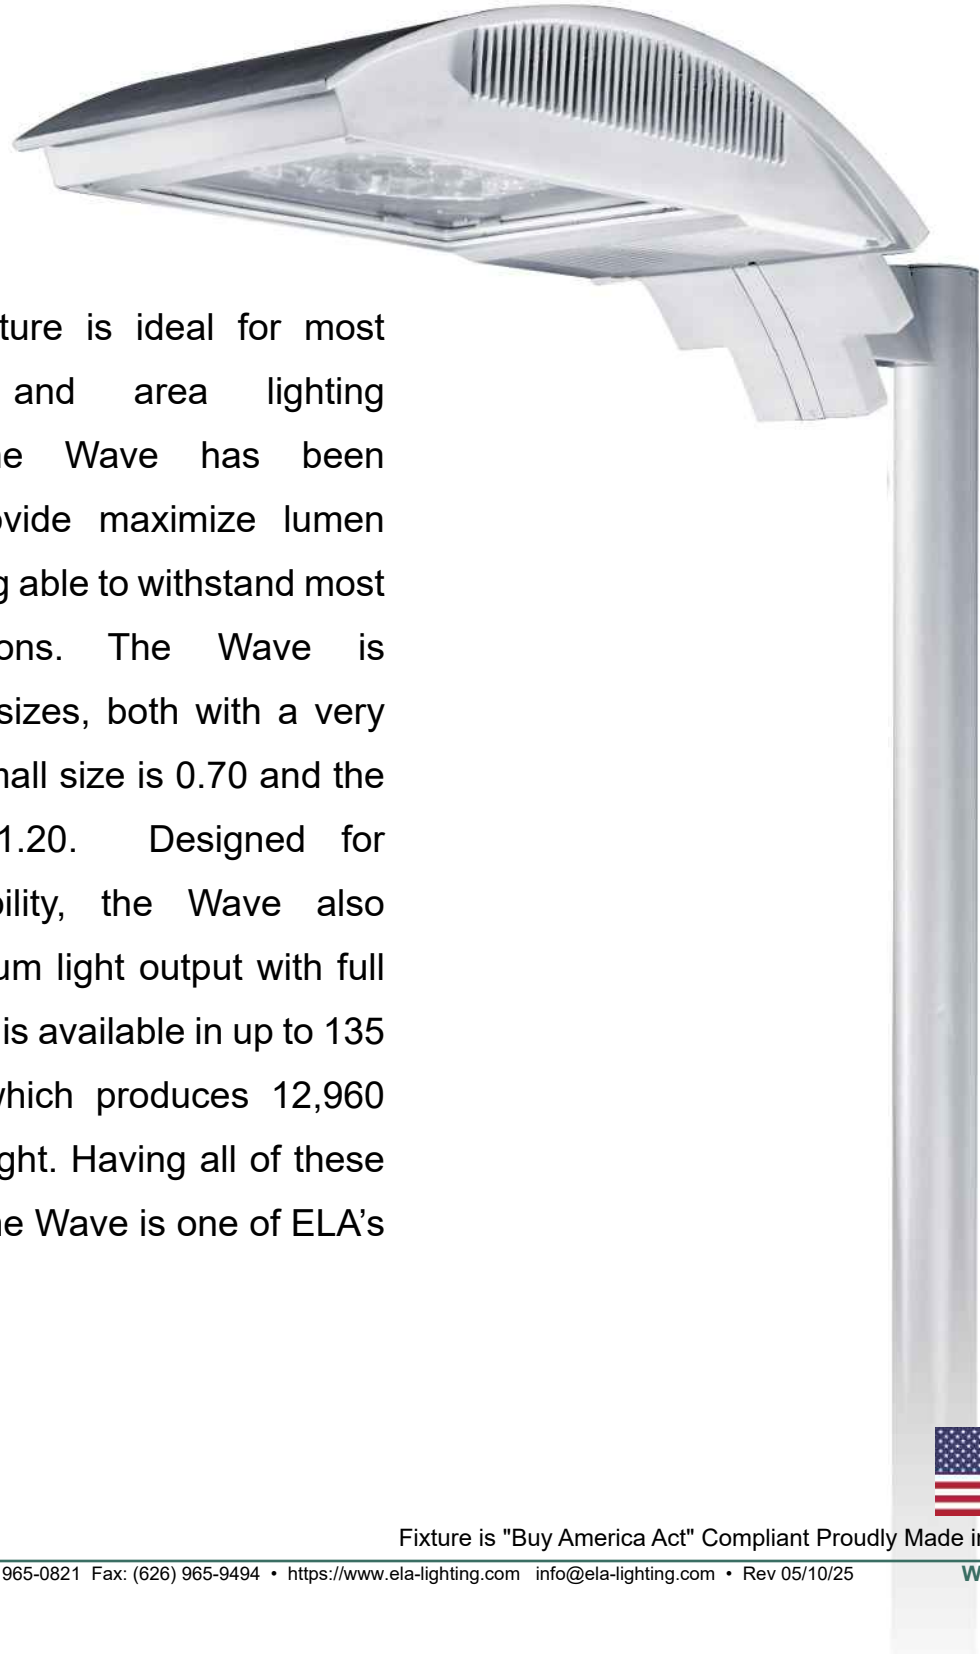 ture is ideal for most
and area lighting
ne Wave has been
ovide maximize lumen
g able to withstand most
ons. The Wave is
sizes, both with a very
nall size is 0.70 and the
1.20. Designed for
bility, the Wave also
um light output with full
is available in up to 135
which produces 12,960
ght. Having all of these
ne Wave is one of ELA’s
Fixture is "Buy America Act" Compliant Proudly Made in
965-0821 Fax: (626) 965-9494 • https://www.ela-lighting.com info@ela-lighting.com • Rev 05/10/25 W